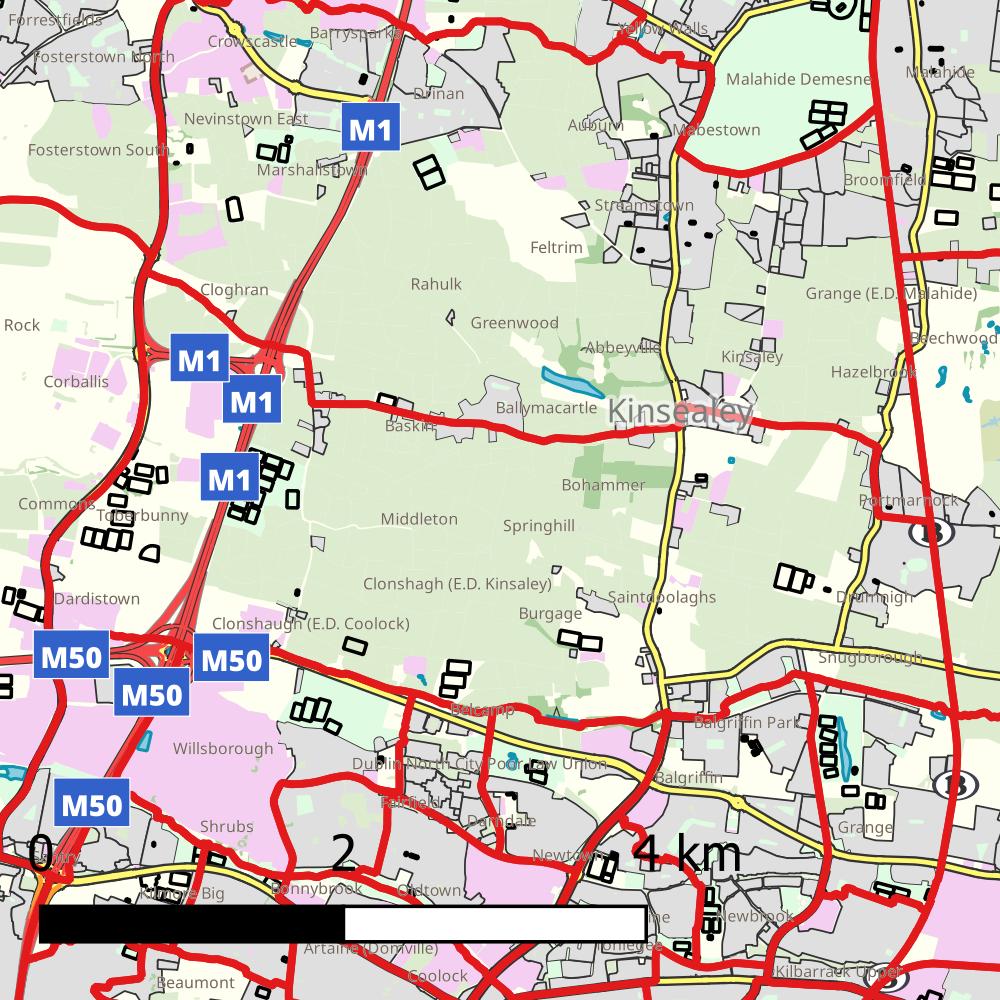 Forrestfields
Crowscastle
Barrysparks
Yellow Walls
Fosterstown North
Malahide Demesne
Malahide
Drinan
Nevinstown East
M1
Auburn
Mabestown
Fosterstown South
Marshallstown
Broomfield
Streamstown
Feltrim
Cloghran
Rahulk
Grange (E.D. Malahide)
Rock
Greenwood
Beechwood
M1
Abbeyville
Kinsaley
Corballis
Hazelbrook
M1
Ballymacartle
Kinsealey
Baskin
M1
Bohammer
Commons
Toberbunny
Middleton
Springhill
Portmarnock
B
Clonshagh (E.D. Kinsaley)
Dardistown
Saintdoolaghs
Drumnigh
Burgage
Clonshaugh (E.D. Coolock)
M50
M50
Snugborough
M50
Belcamp
Balgriffin Park
Willsborough
Dublin North City Poor Law Union
Balgriffin
B
M50
Fairfield
Darndale
Shrubs
Grange
0
2
4 km
Santry
Newtown
Kilmore Big
Bonnybrook
Oldtown
Newbrook
Artaine (Domville)
Beaumont
Coolock
Kilbarrack Upper
B